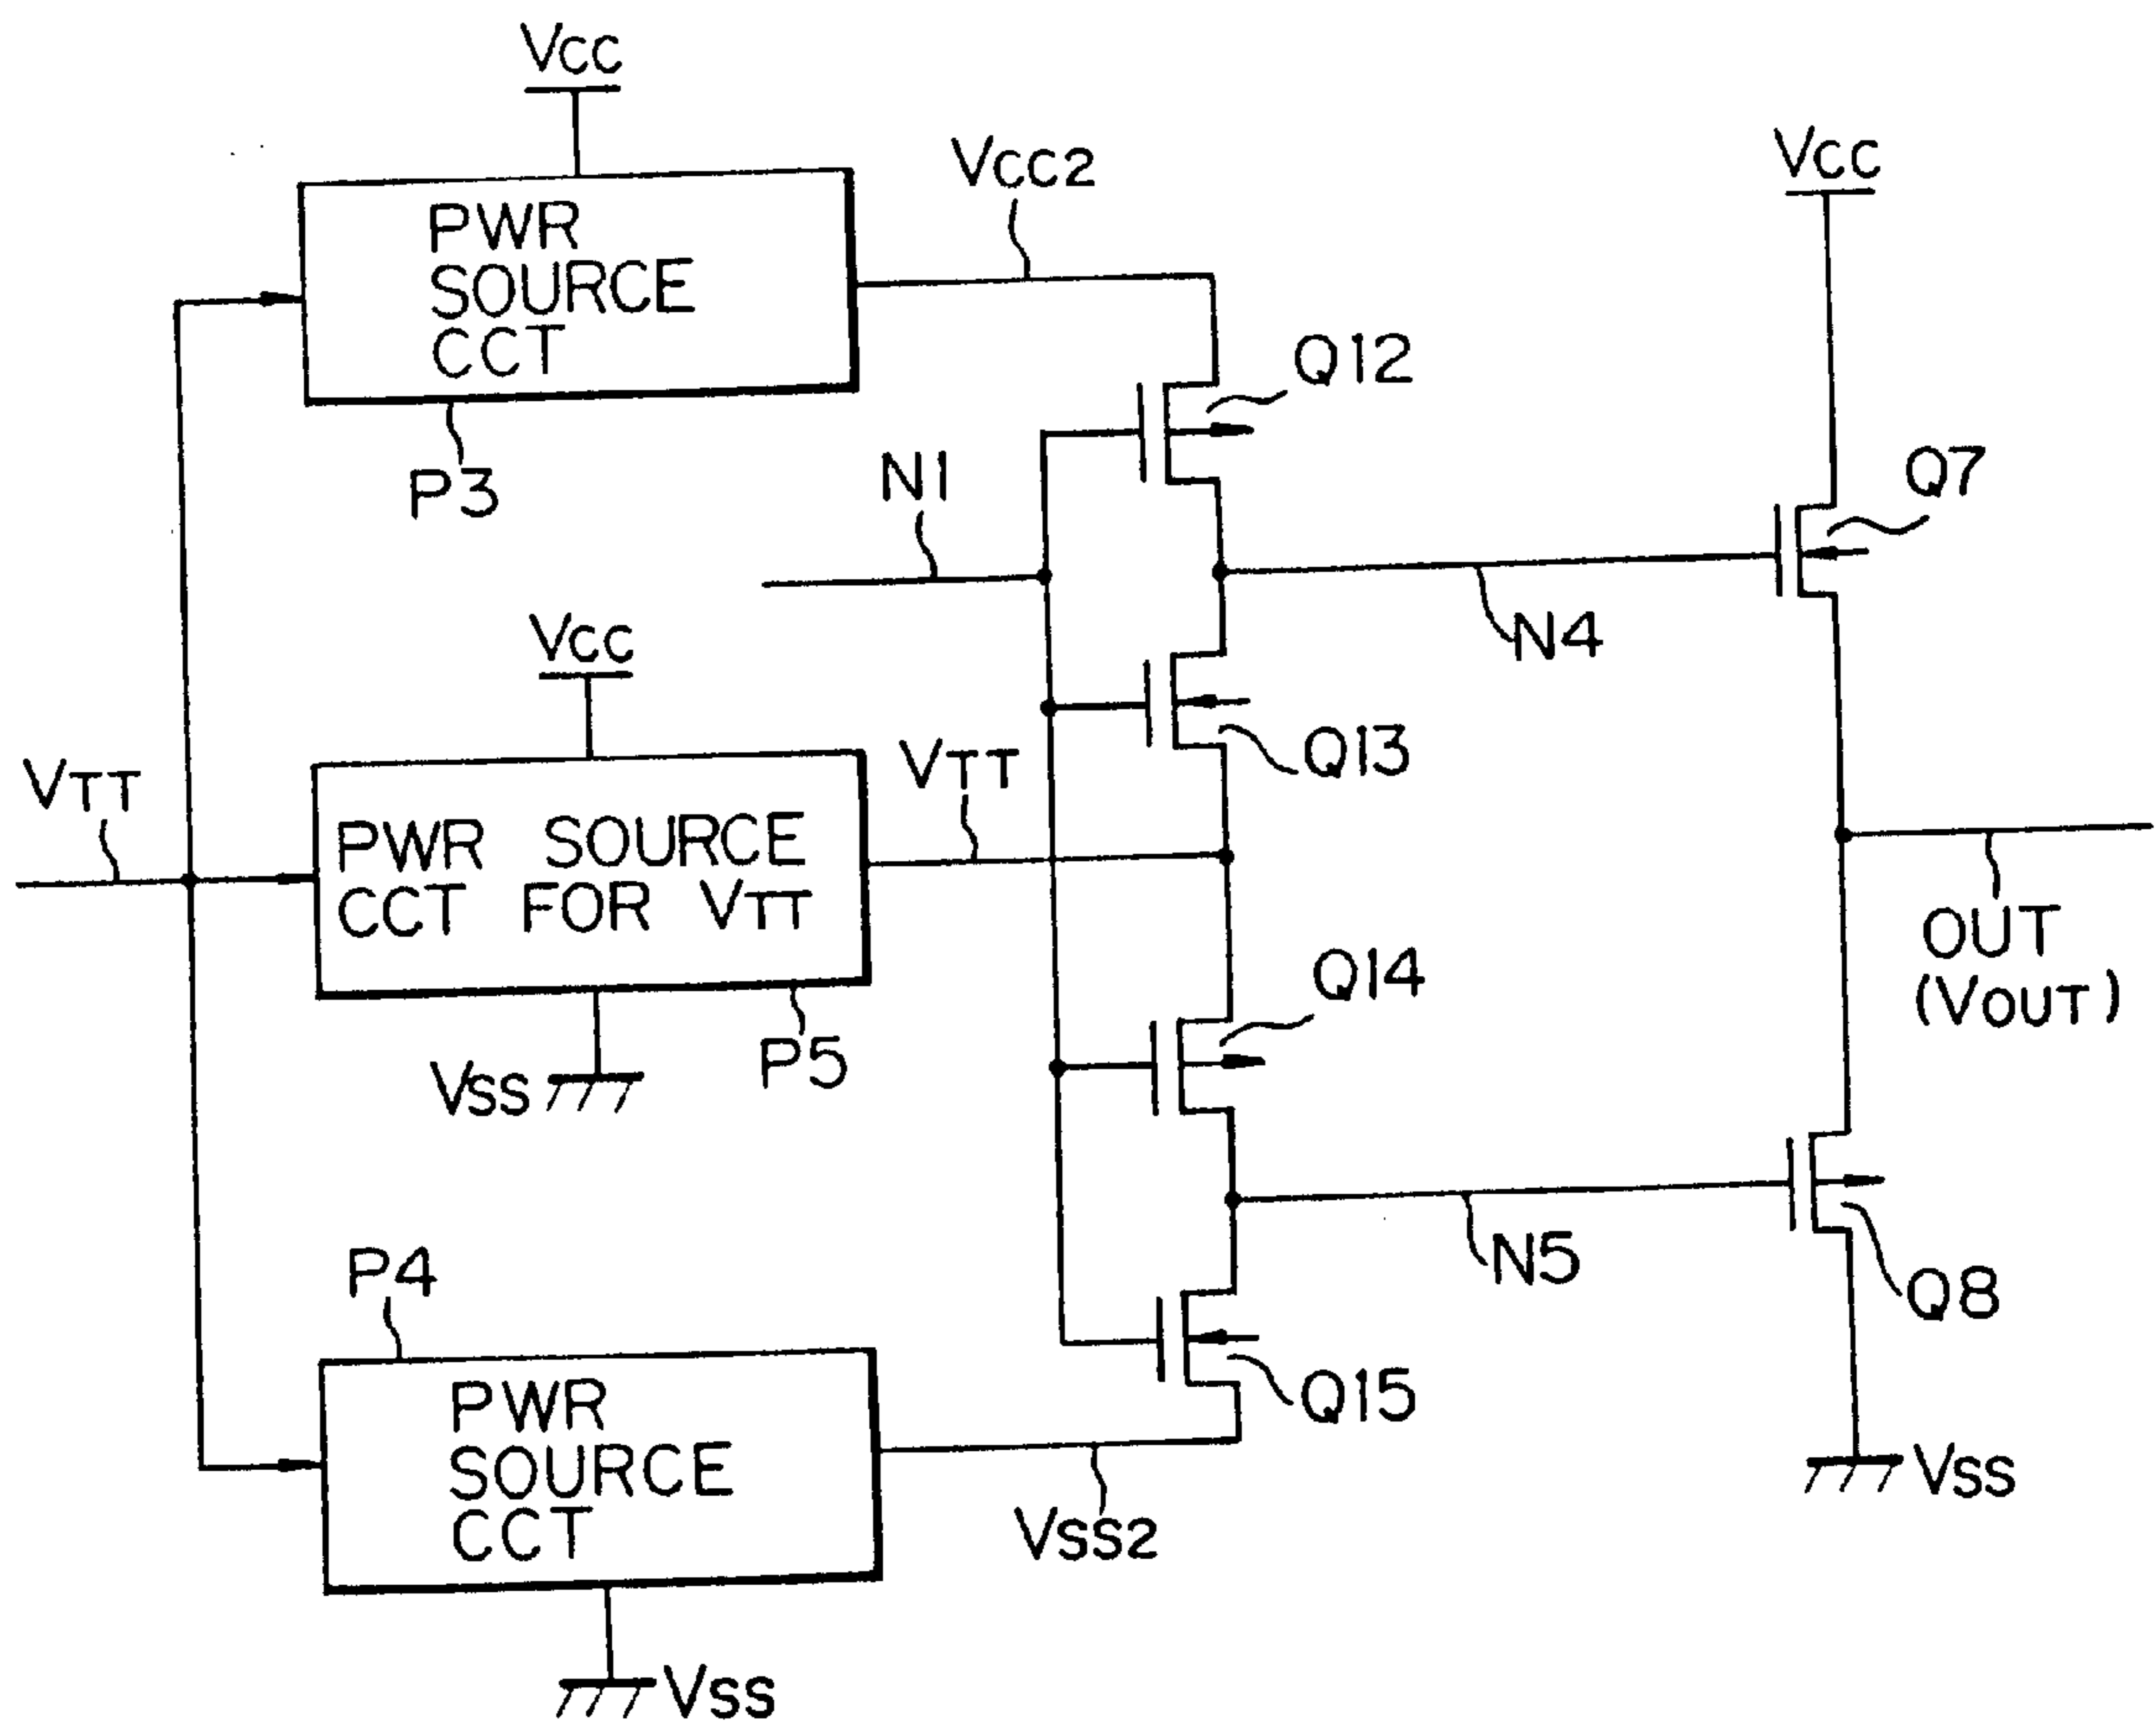 VCC
PWR
SOURCE
CCT
P3
VCC2
Q12
N1
VCC
Q7
N4
VCC
Q13
VTT
VTT
PWR SOURCE
CCT FOR VTT
P5
VSS
Q14
OUT
(VOUT)
N5
Q8
P4
PWR
SOURCE
CCT
Q15
VSS2
VSS
VSS